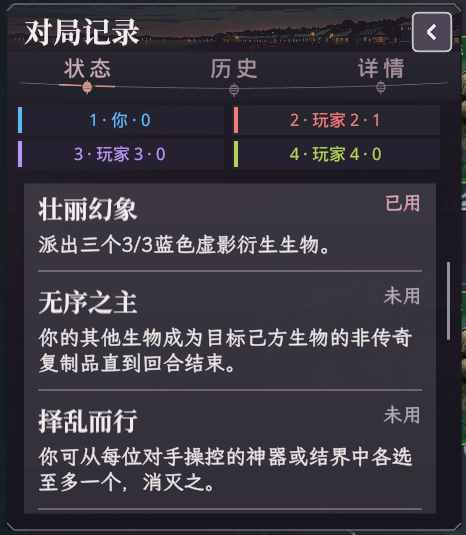 对局记录
状态 历史 详情
1·你·0 2·玩家2·1
3·玩家3·0 4·玩家4·0
壮丽幻象 已用
派出三个3/3蓝色虚影衍生生物。
无序之主 未用
你的其他生物成为目标己方生物的非传奇
复制品直到回合结束。
择乱而行 未用
你可从每位对手操控的神器或结界中各选
至多一个，消灭之。